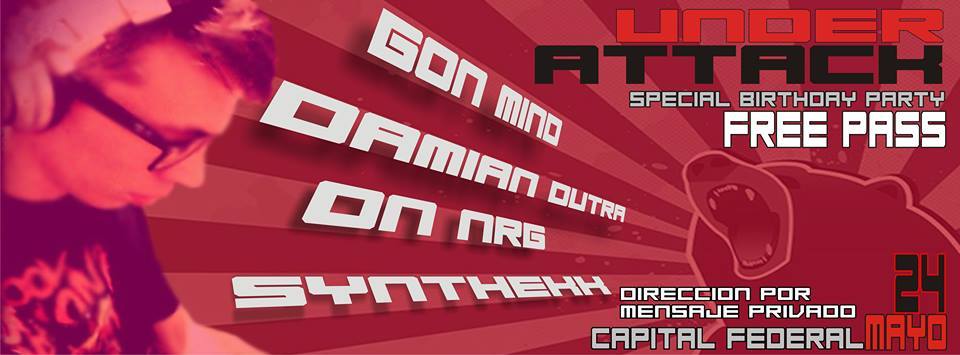 UNDER
ATTACK
SPECIAL BIRTHDAY PARTY
FREE PASS
GON MIND
DAMIAN DUTRA
ON NRG
SYNTHEKK
DIRECCION POR
MENSAJE PRIVADO
CAPITAL FEDERAL
24
MAYO